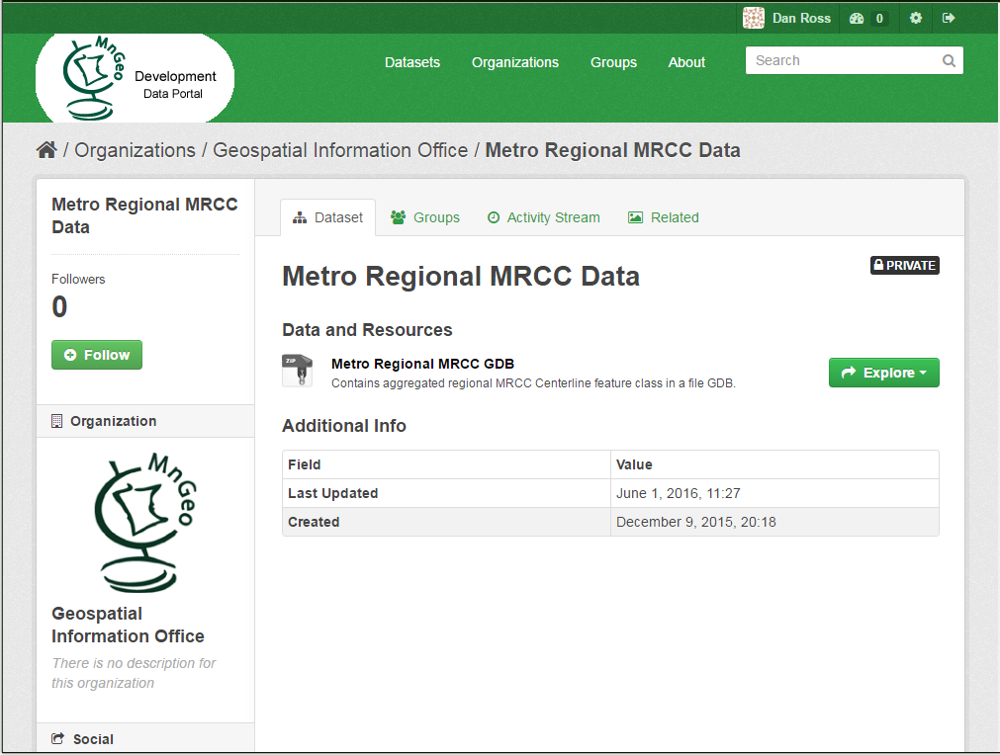 Dan Ross 0
MnGeo
Development
Data Portal
Datasets Organizations Groups About Search
/ Organizations / Geospatial Information Office / Metro Regional MRCC Data
Metro Regional MRCC
Data
Followers
0
Follow
Organization
MnGeo
Geospatial
Information Office
There is no description for
this organization
Social
Dataset Groups Activity Stream Related
Metro Regional MRCC Data
PRIVATE
Data and Resources
ZIP
Metro Regional MRCC GDB
Contains aggregated regional MRCC Centerline feature class in a file GDB.
Explore
Additional Info
Field Value
Last Updated June 1, 2016, 11:27
Created December 9, 2015, 20:18